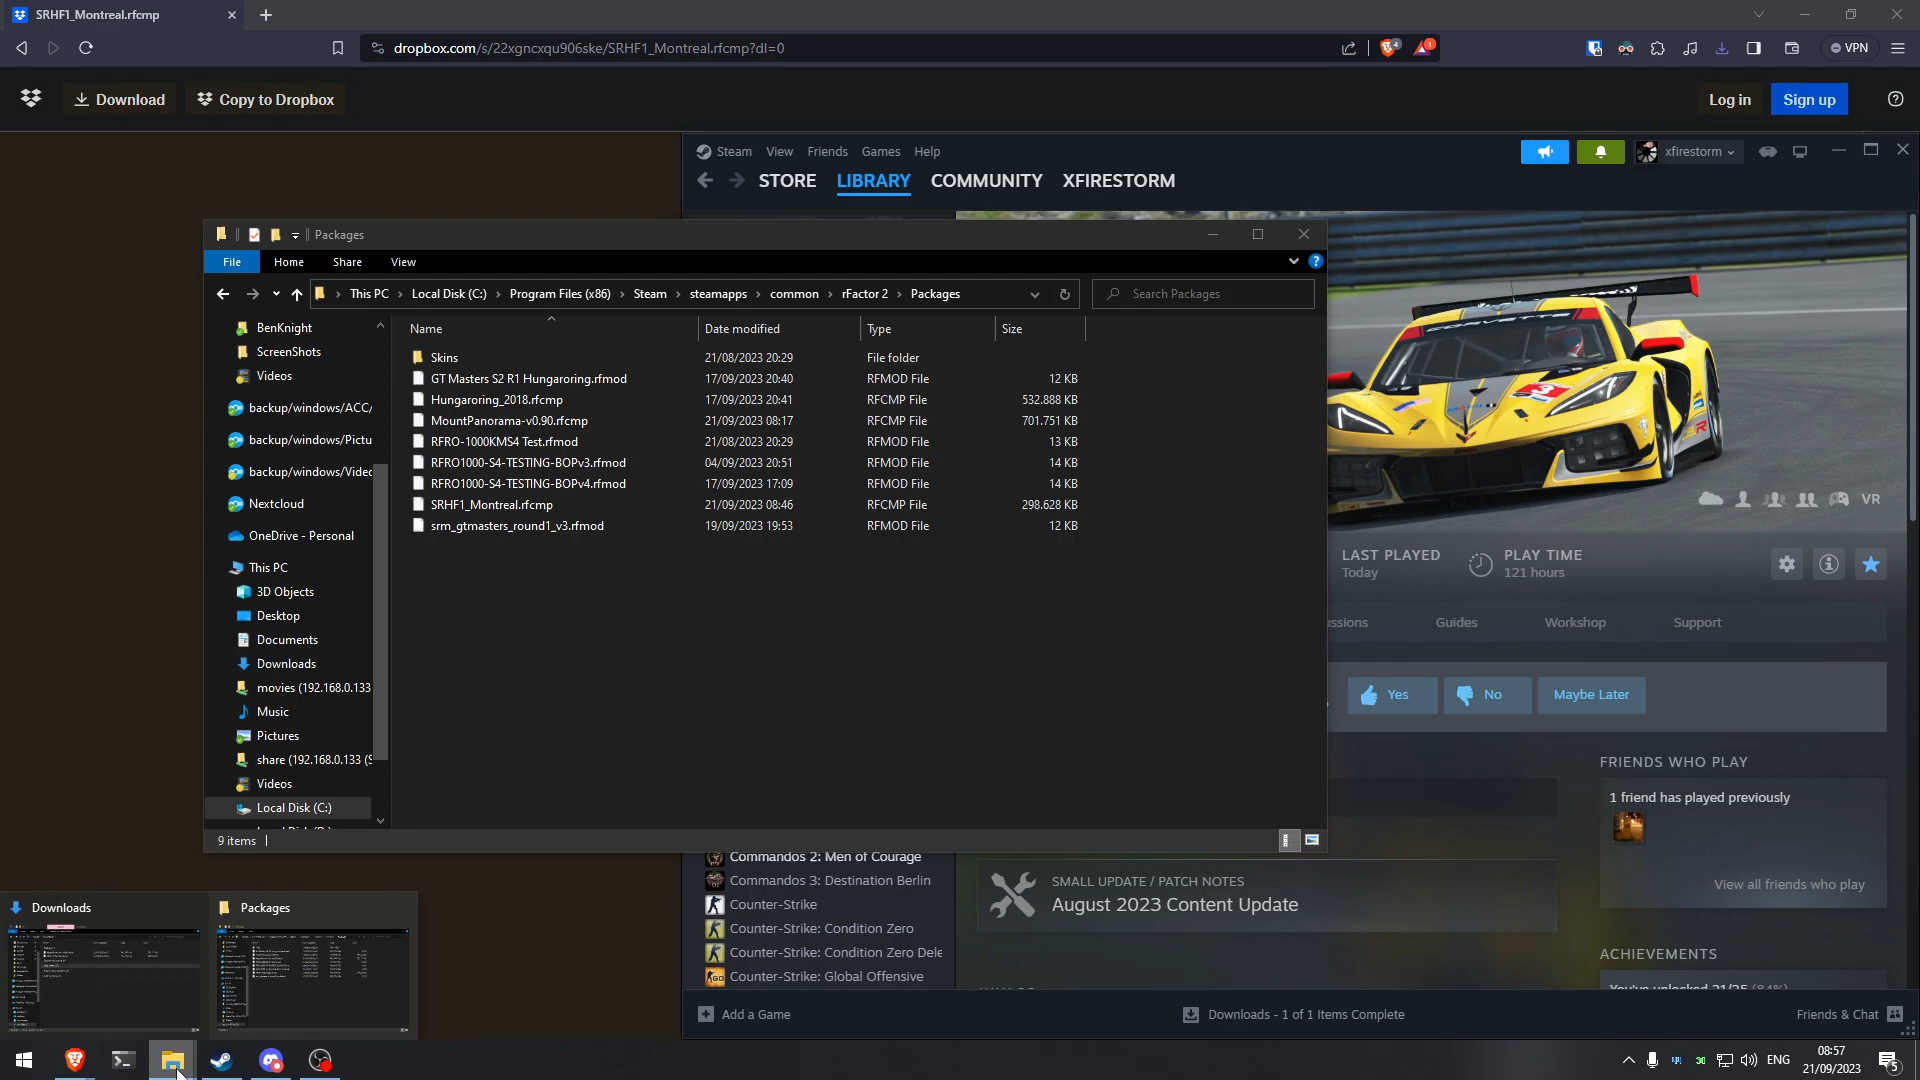 SRHF1_Montreal.rfcmp
dropbox.com/s/22xgncxqu906ske/SRHF1_Montreal.rfcmp?dl=0
4
1
VPN
Download
Copy to Dropbox
Log in
Sign up
Steam View Friends Games Help
xfirestorm
STORE LIBRARY COMMUNITY XFIRESTORM
Packages
File Home Share View
This PC Local Disk (C:) Program Files (x86) Steam steamapps common rFactor 2 Packages
Search Packages
Name Date modified Type Size
Skins 21/08/2023 20:29 File folder
GT Masters S2 R1 Hungaroring.rfmod 17/09/2023 20:40 RFMOD File 12 KB
Hungaroring_2018.rfcmp 17/09/2023 20:41 RFCMP File 532.888 KB
MountPanorama-v0.90.rfcmp 21/09/2023 08:17 RFCMP File 701.751 KB
RFRO-1000KMS4 Test.rfmod 21/08/2023 20:29 RFMOD File 13 KB
RFRO1000-S4-TESTING-BOPv3.rfmod 04/09/2023 20:51 RFMOD File 14 KB
RFRO1000-S4-TESTING-BOPv4.rfmod 17/09/2023 17:09 RFMOD File 14 KB
SRHF1_Montreal.rfcmp 21/09/2023 08:46 RFCMP File 298.628 KB
srm_gtmasters_round1_v3.rfmod 19/09/2023 19:53 RFMOD File 12 KB
BenKnight
ScreenShots
Videos
backup/windows/ACC/
backup/windows/Pictu
backup/windows/Videc
Nextcloud
OneDrive - Personal
This PC
3D Objects
Desktop
Documents
Downloads
movies (192.168.0.133
Music
Pictures
share (192.168.0.133 (S
Videos
Local Disk (C:)
9 items
CORVETTE
3
VR
LAST PLAYED
Today
PLAY TIME
121 hours
ussions Guides Workshop Support
Yes No Maybe Later
FRIENDS WHO PLAY
1 friend has played previously
View all friends who play
ACHIEVEMENTS
You've unlocked 21/25 (84%)
SMALL UPDATE / PATCH NOTES
August 2023 Content Update
Commandos 2: Men of Courage
Commandos 3: Destination Berlin
Counter-Strike
Counter-Strike: Condition Zero
Counter-Strike: Condition Zero Dele
Counter-Strike: Global Offensive
Add a Game
Downloads - 1 of 1 Items Complete
Friends & Chat
Downloads
Packages
ENG
08:57
21/09/2023
5